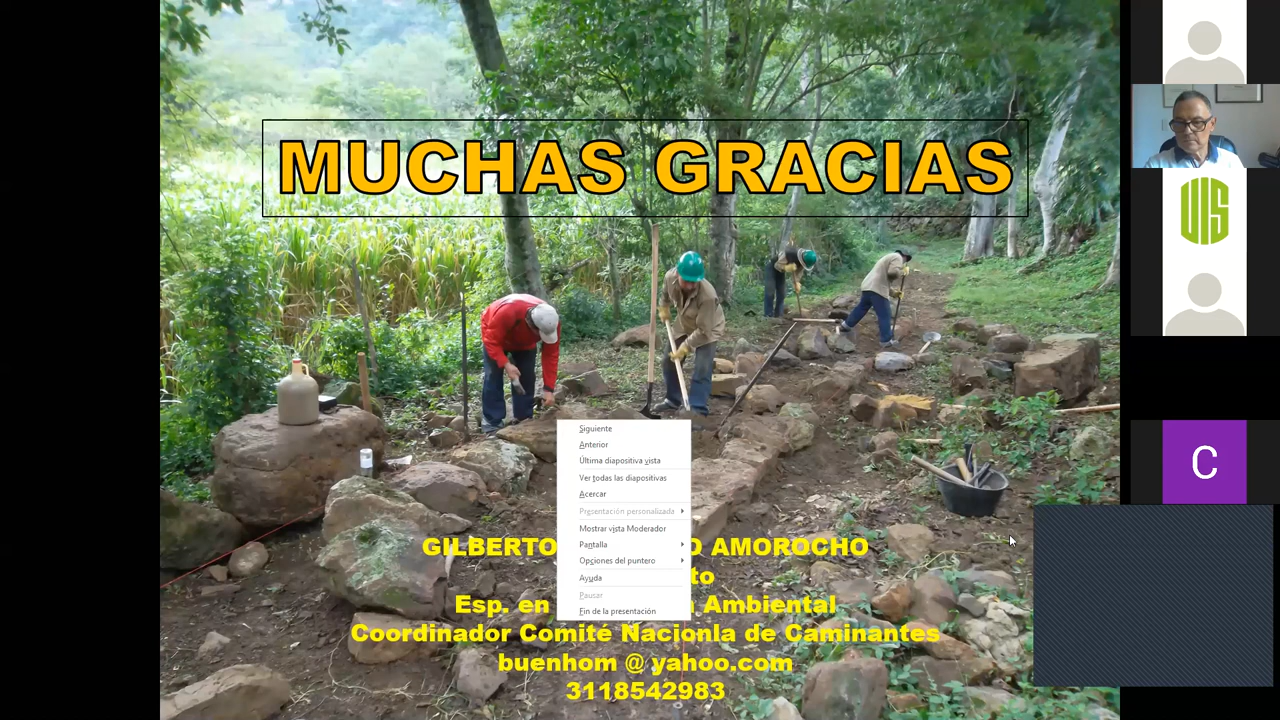 MUCHAS GRACIAS
UIS
C
Siguiente
Anterior
Última diapositiva vista
Ver todas las diapositivas
Acercar
Presentación personalizada
Mostrar vista Moderador
Pantalla
Opciones del puntero
Ayuda
Pausar
Fin de la presentación
GILBERTO AMOROCHO
Esp. en Ambiental
Coordinador Comité Nacionla de Caminantes
buenhom @ yahoo.com
3118542983